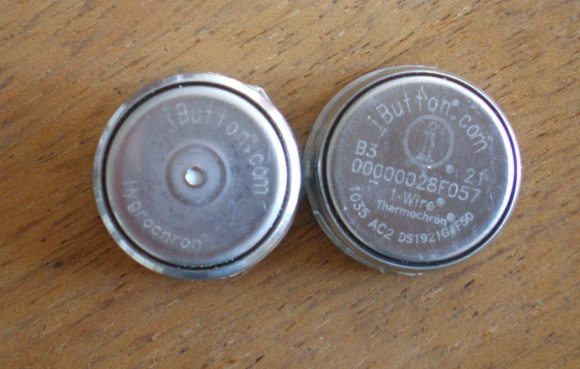 iButton.com
Hygrochron
iButton®.com
i®
B3 21
00000028F057
1-Wire®
Thermochron®
1035 AC2 DS1921G#F50